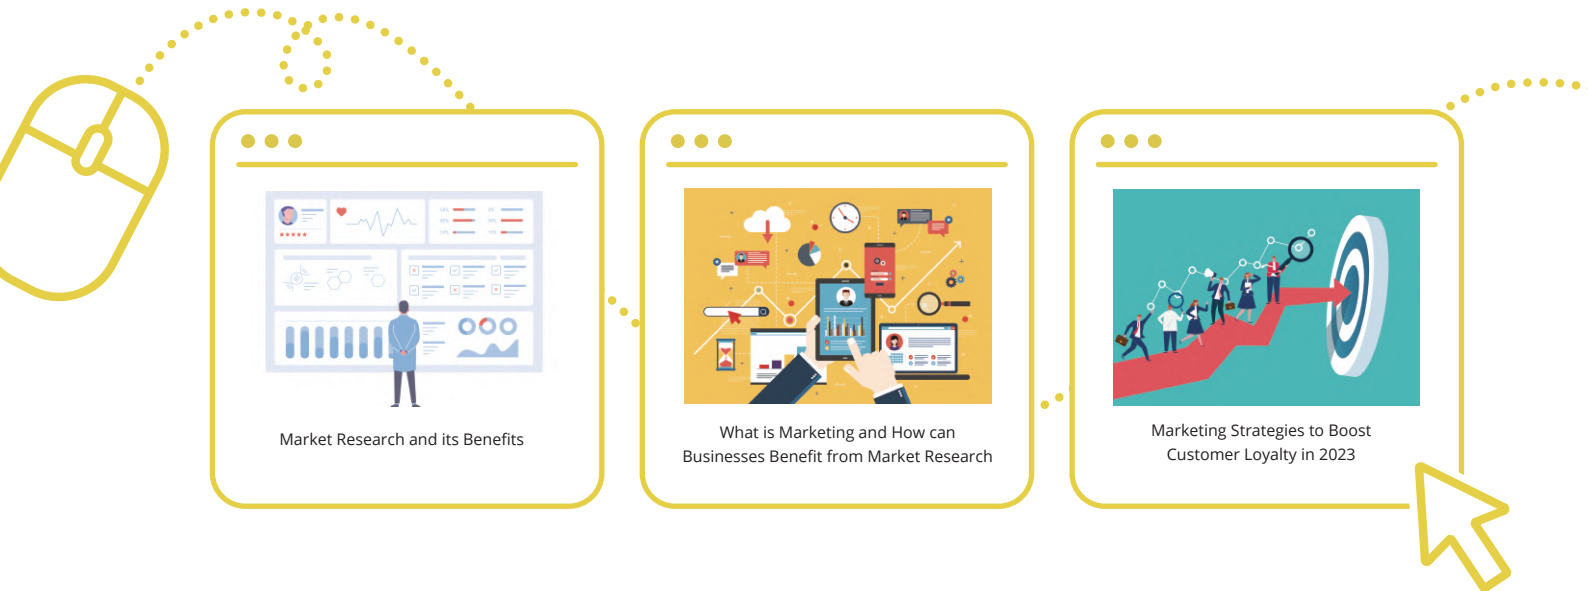 Market Research and its Benefits
What is Marketing and How can
Businesses Benefit from Market Research
Marketing Strategies to Boost
Customer Loyalty in 2023